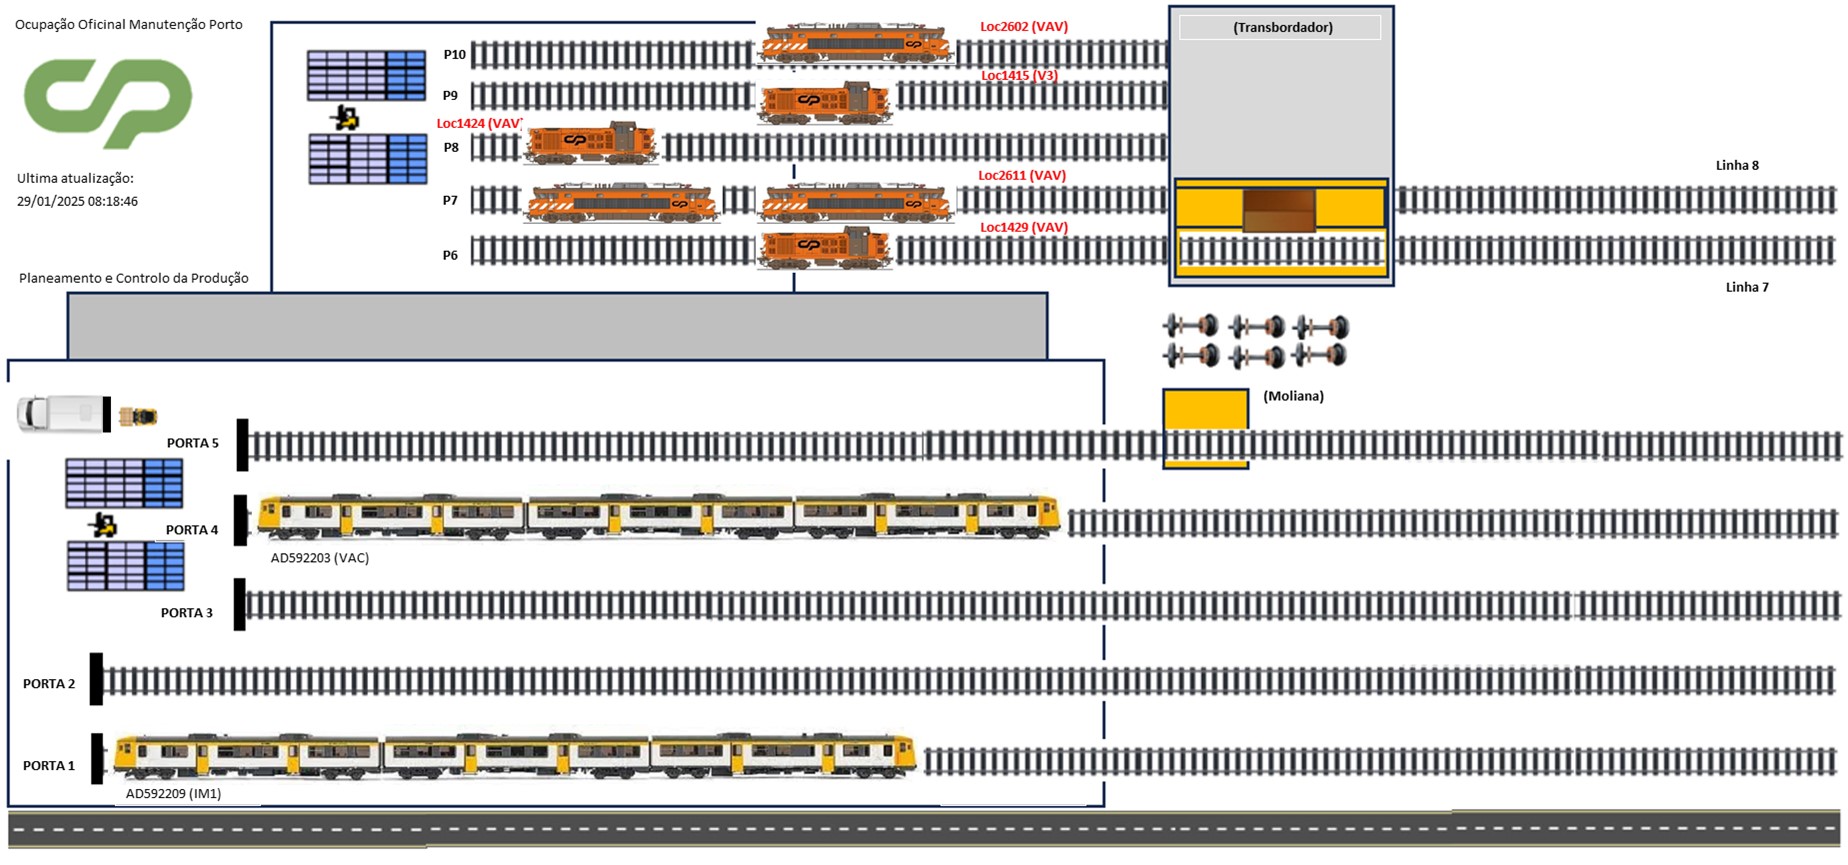 Ocupação Oficinal Manutenção Porto
Ultima atualização:
29/01/2025 08:18:46
Planeamento e Controlo da Produção
P10
Loc2602 (VAV)
(Transbordador)
P9
Loc1415 (V3)
Loc1424 (VAV)
P8
Linha 8
P7
Loc2611 (VAV)
Loc1429 (VAV)
P6
Linha 7
(Moliana)
PORTA 5
PORTA 4
AD592203 (VAC)
PORTA 3
PORTA 2
PORTA 1
AD592209 (IM1)